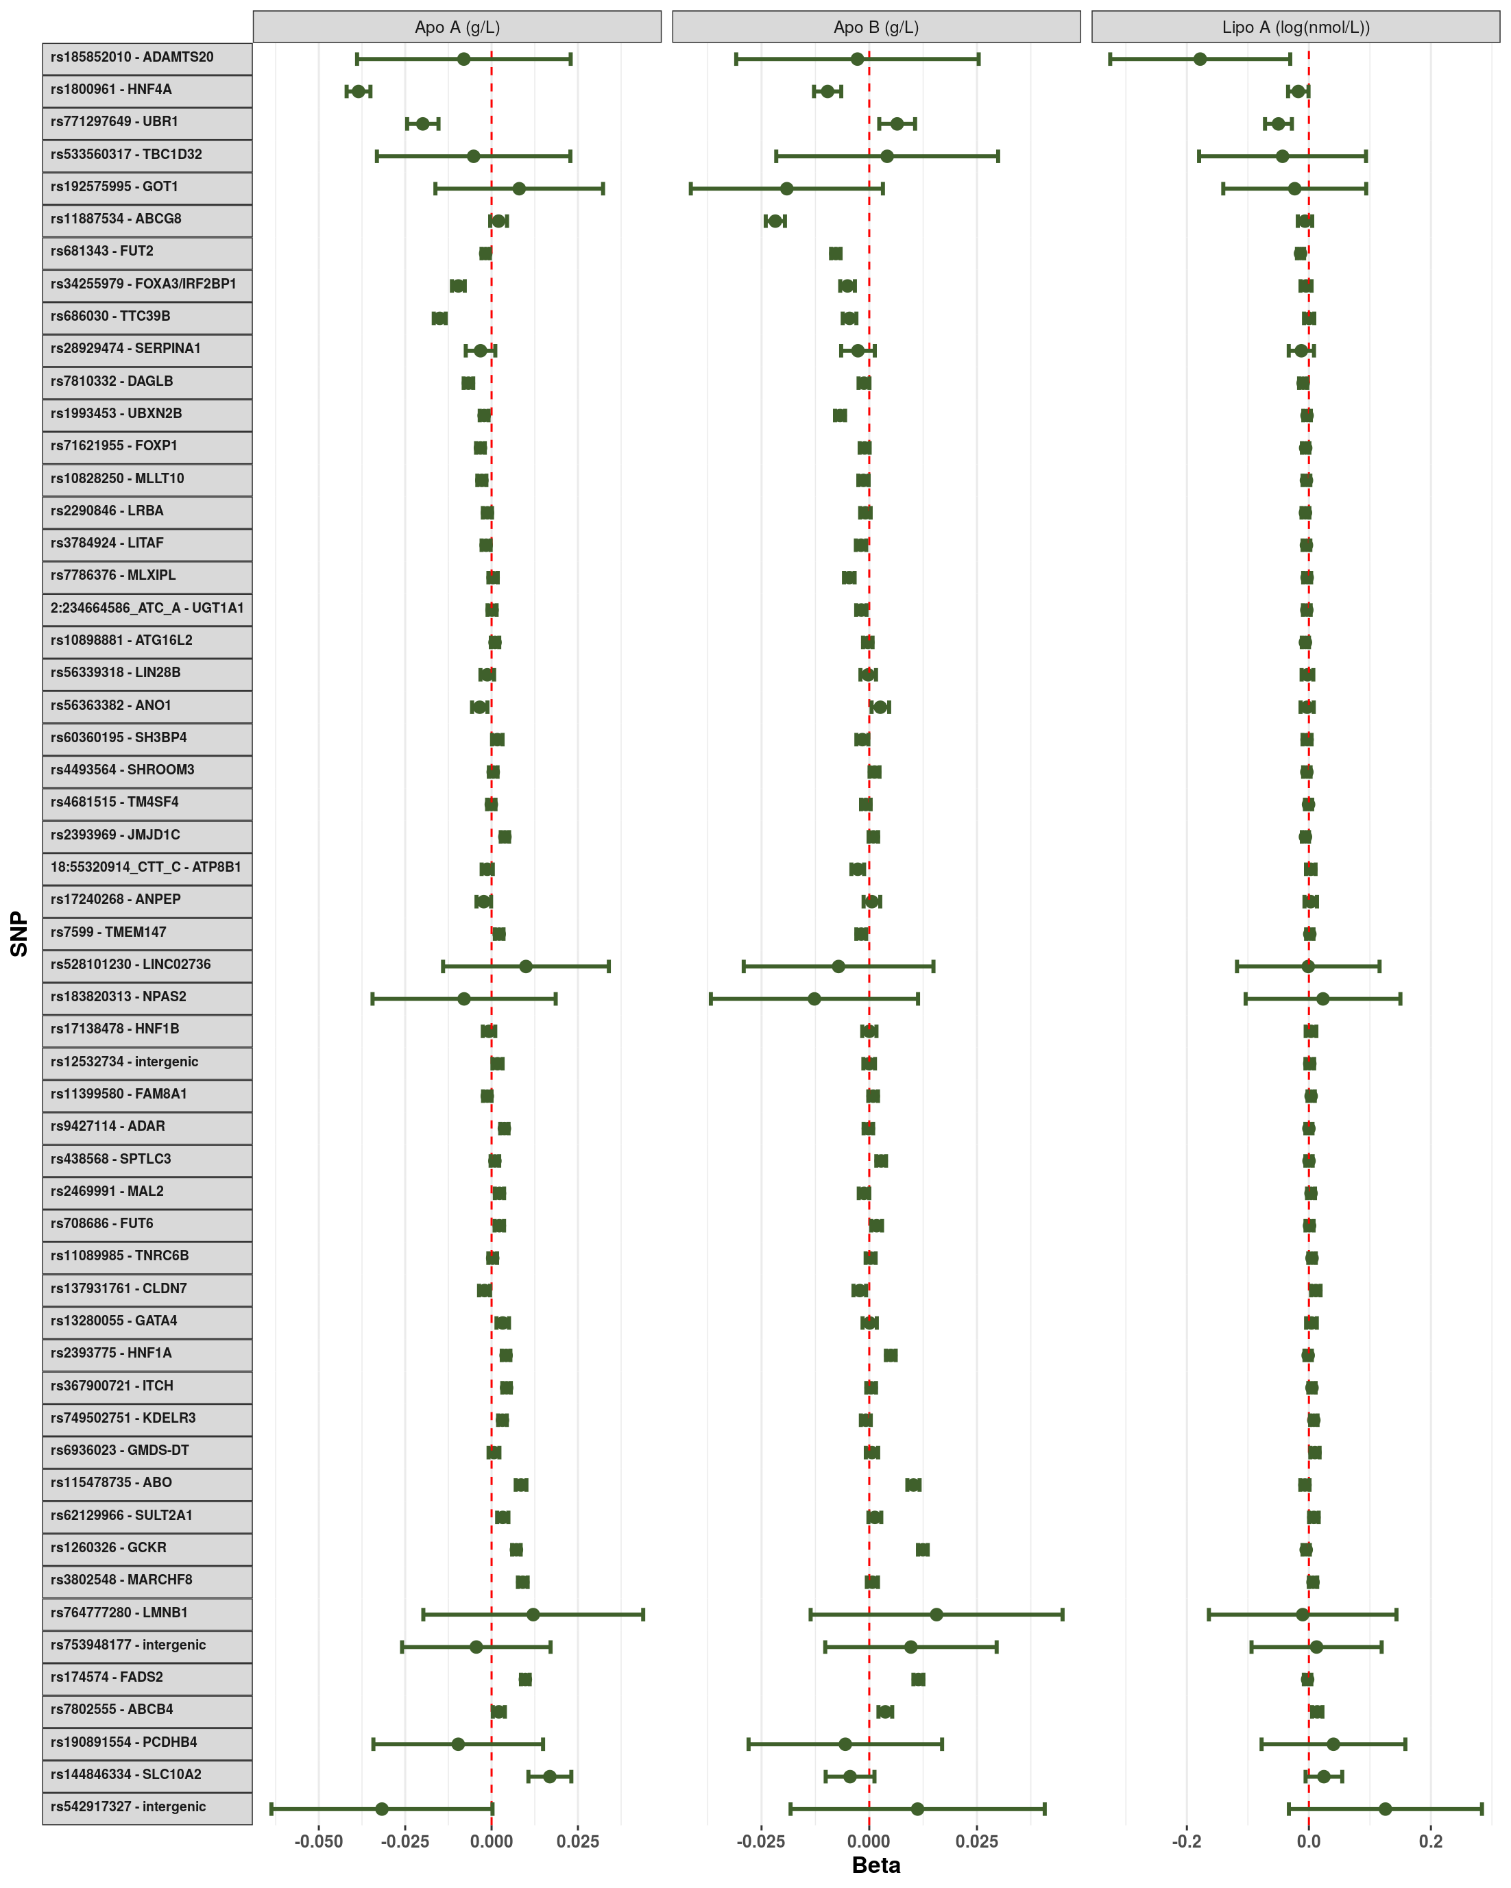 Apo A (g/L)
Apo B (g/L)
Lipo A (log(nmol/L))
rs185852010 - ADAMTS20
rs1800961 - HNF4A
rs771297649 - UBR1
rs533560317 - TBC1D32
rs192575995 - GOT1
rs11887534 - ABCG8
rs681343 - FUT2
rs34255979 - FOXA3/IRF2BP1
rs686030 - TTC39B
rs28929474 - SERPINA1
rs7810332 - DAGLB
rs1993453 - UBXN2B
rs71621955 - FOXP1
rs10828250 - MLLT10
rs2290846 - LRBA
rs3784924 - LITAF
rs7786376 - MLXIPL
2:234664586_ATC_A - UGT1A1
rs10898881 - ATG16L2
rs56339318 - LIN28B
rs56363382 - ANO1
rs60360195 - SH3BP4
rs4493564 - SHROOM3
rs4681515 - TM4SF4
rs2393969 - JMJD1C
18:55320914_CTT_C - ATP8B1
rs17240268 - ANPEP
rs7599 - TMEM147
rs528101230 - LINC02736
rs183820313 - NPAS2
rs17138478 - HNF1B
rs12532734 - intergenic
rs11399580 - FAM8A1
rs9427114 - ADAR
rs438568 - SPTLC3
rs2469991 - MAL2
rs708686 - FUT6
rs11089985 - TNRC6B
rs137931761 - CLDN7
rs13280055 - GATA4
rs2393775 - HNF1A
rs367900721 - ITCH
rs749502751 - KDELR3
rs6936023 - GMDS-DT
rs115478735 - ABO
rs62129966 - SULT2A1
rs1260326 - GCKR
rs3802548 - MARCHF8
rs764777280 - LMNB1
rs753948177 - intergenic
rs174574 - FADS2
rs7802555 - ABCB4
rs190891554 - PCDHB4
rs144846334 - SLC10A2
rs542917327 - intergenic
SNP
-0.050 -0.025 0.000 0.025
-0.025 0.000 0.025
-0.2 0.0 0.2
Beta